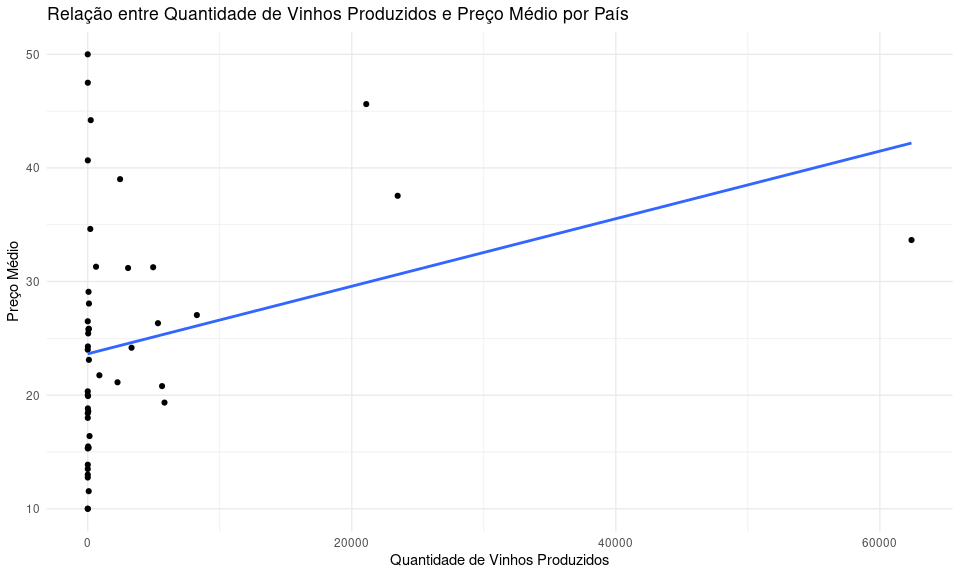 Relação entre Quantidade de Vinhos Produzidos e Preço Médio por País
50
40
30
20
10
Preço Médio
0 20000 40000 60000
Quantidade de Vinhos Produzidos